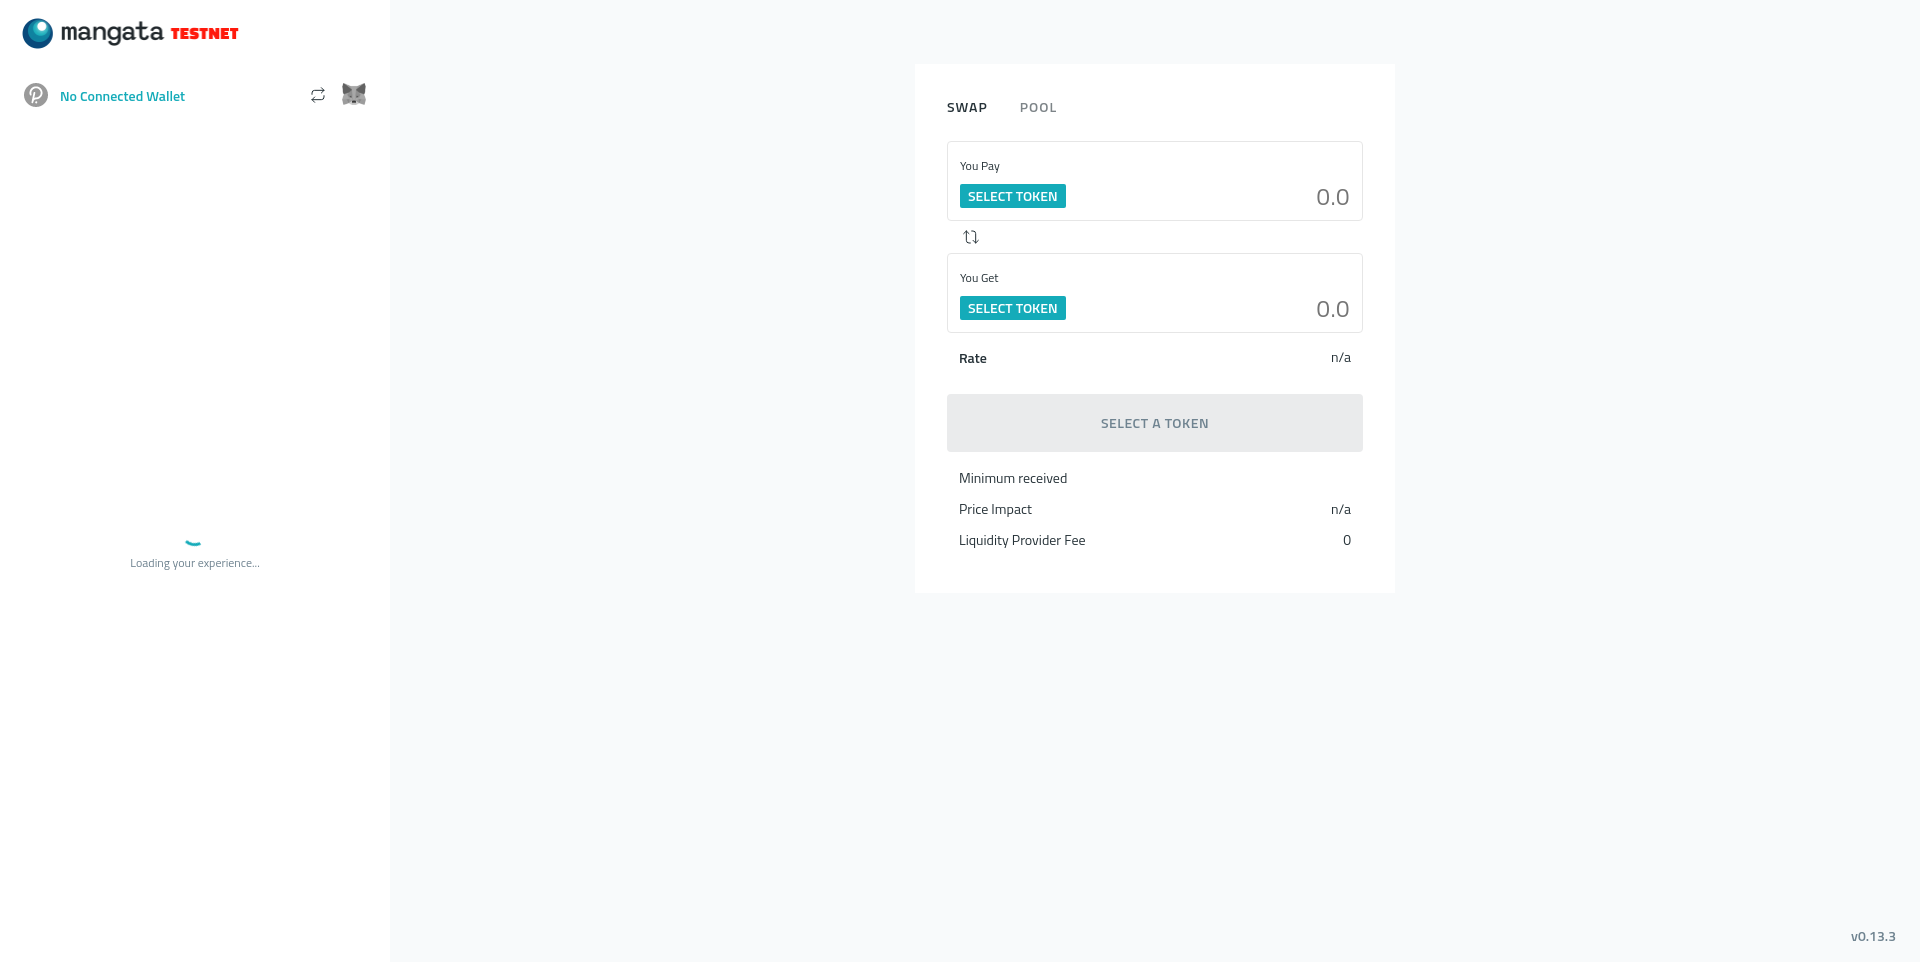 mangata TESTNET
No Connected Wallet
Loading your experience...
SWAP POOL
You Pay
SELECT TOKEN 0.0
You Get
SELECT TOKEN 0.0
Rate n/a
SELECT A TOKEN
Minimum received
Price Impact n/a
Liquidity Provider Fee 0
v0.13.3